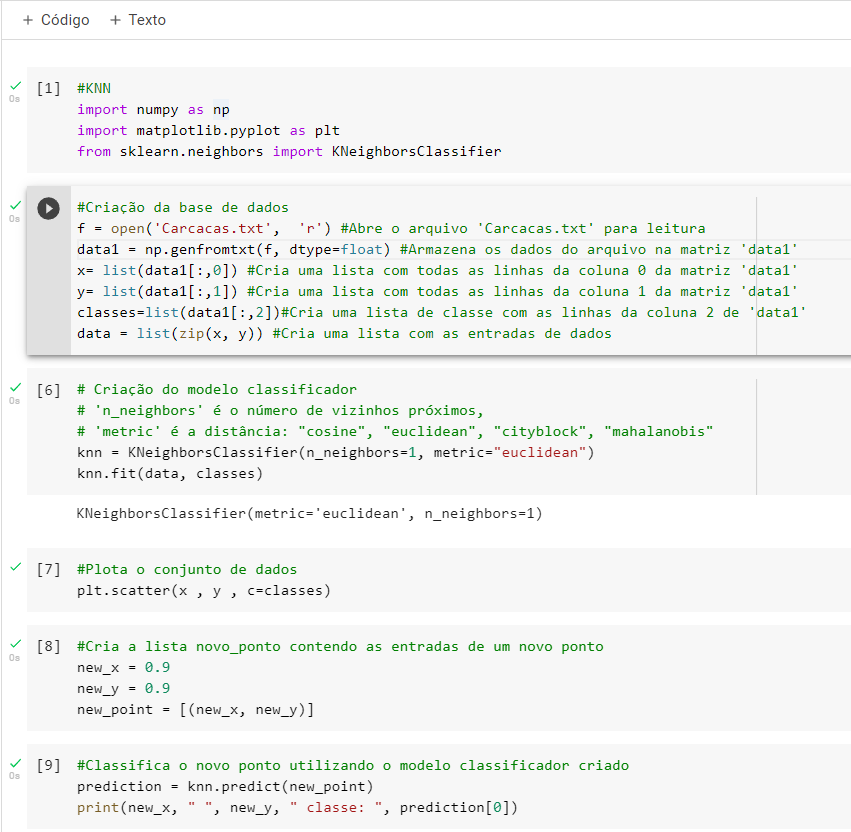 + Código + Texto
[1] #KNN
0s
import numpy as np
import matplotlib.pyplot as plt
from sklearn.neighbors import KNeighborsClassifier
#Criação da base de dados
0s
f = open('Carcacas.txt', 'r') #Abre o arquivo 'Carcacas.txt' para leitura
data1 = np.genfromtxt(f, dtype=float) #Armazena os dados do arquivo na matriz 'data1'
x= list(data1[:,0]) #Cria uma lista com todas as linhas da coluna 0 da matriz 'data1'
y= list(data1[:,1]) #Cria uma lista com todas as linhas da coluna 1 da matriz 'data1'
classes=list(data1[:,2])#Cria uma lista de classe com as linhas da coluna 2 de 'data1'
data = list(zip(x, y)) #Cria uma lista com as entradas de dados
[6] # Criação do modelo classificador
0s
# 'n_neighbors' é o número de vizinhos próximos,
# 'metric' é a distância: "cosine", "euclidean", "cityblock", "mahalanobis"
knn = KNeighborsClassifier(n_neighbors=1, metric="euclidean")
knn.fit(data, classes)
KNeighborsClassifier(metric='euclidean', n_neighbors=1)
[7] #Plota o conjunto de dados
plt.scatter(x , y , c=classes)
[8] #Cria a lista novo_ponto contendo as entradas de um novo ponto
0s
new_x = 0.9
new_y = 0.9
new_point = [(new_x, new_y)]
[9] #Classifica o novo ponto utilizando o modelo classificador criado
0s
prediction = knn.predict(new_point)
print(new_x, " ", new_y, " classe: ", prediction[0])